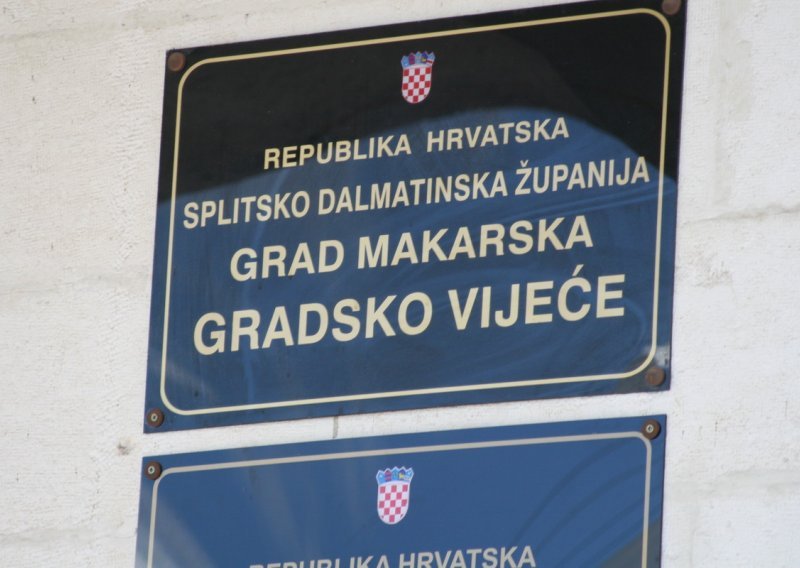 REPUBLIKA HRVATSKA
SPLITSKO DALMATINSKA ŽUPANIJA
GRAD MAKARSKA
GRADSKO VIJEĆE
REPUBLIKA HRVATSKA